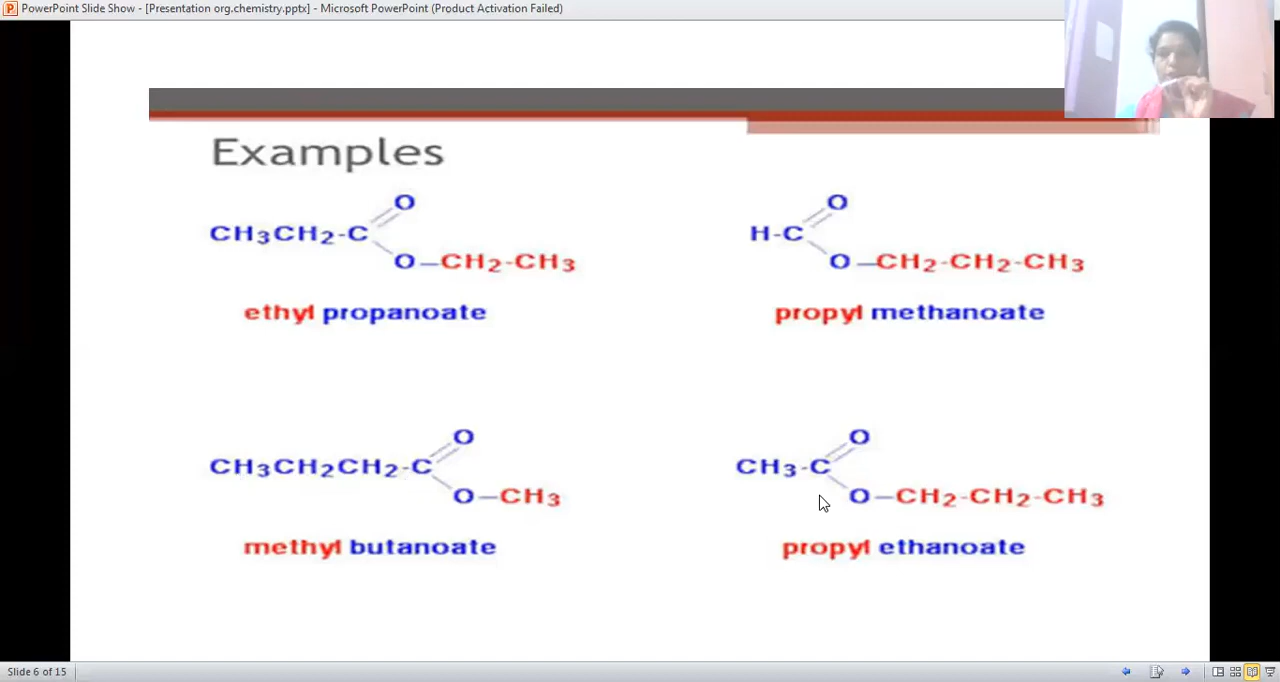 PowerPoint Slide Show - [Presentation org.chemistry.pptx] - Microsoft PowerPoint (Product Activation Failed)
Examples
O
CH3CH2-C
O–CH2-CH3
ethyl propanoate
O
H-C
O–CH2-CH2-CH3
propyl methanoate
O
CH3CH2CH2-C
O–CH3
methyl butanoate
O
CH3-C
O–CH2-CH2-CH3
propyl ethanoate
Slide 6 of 15